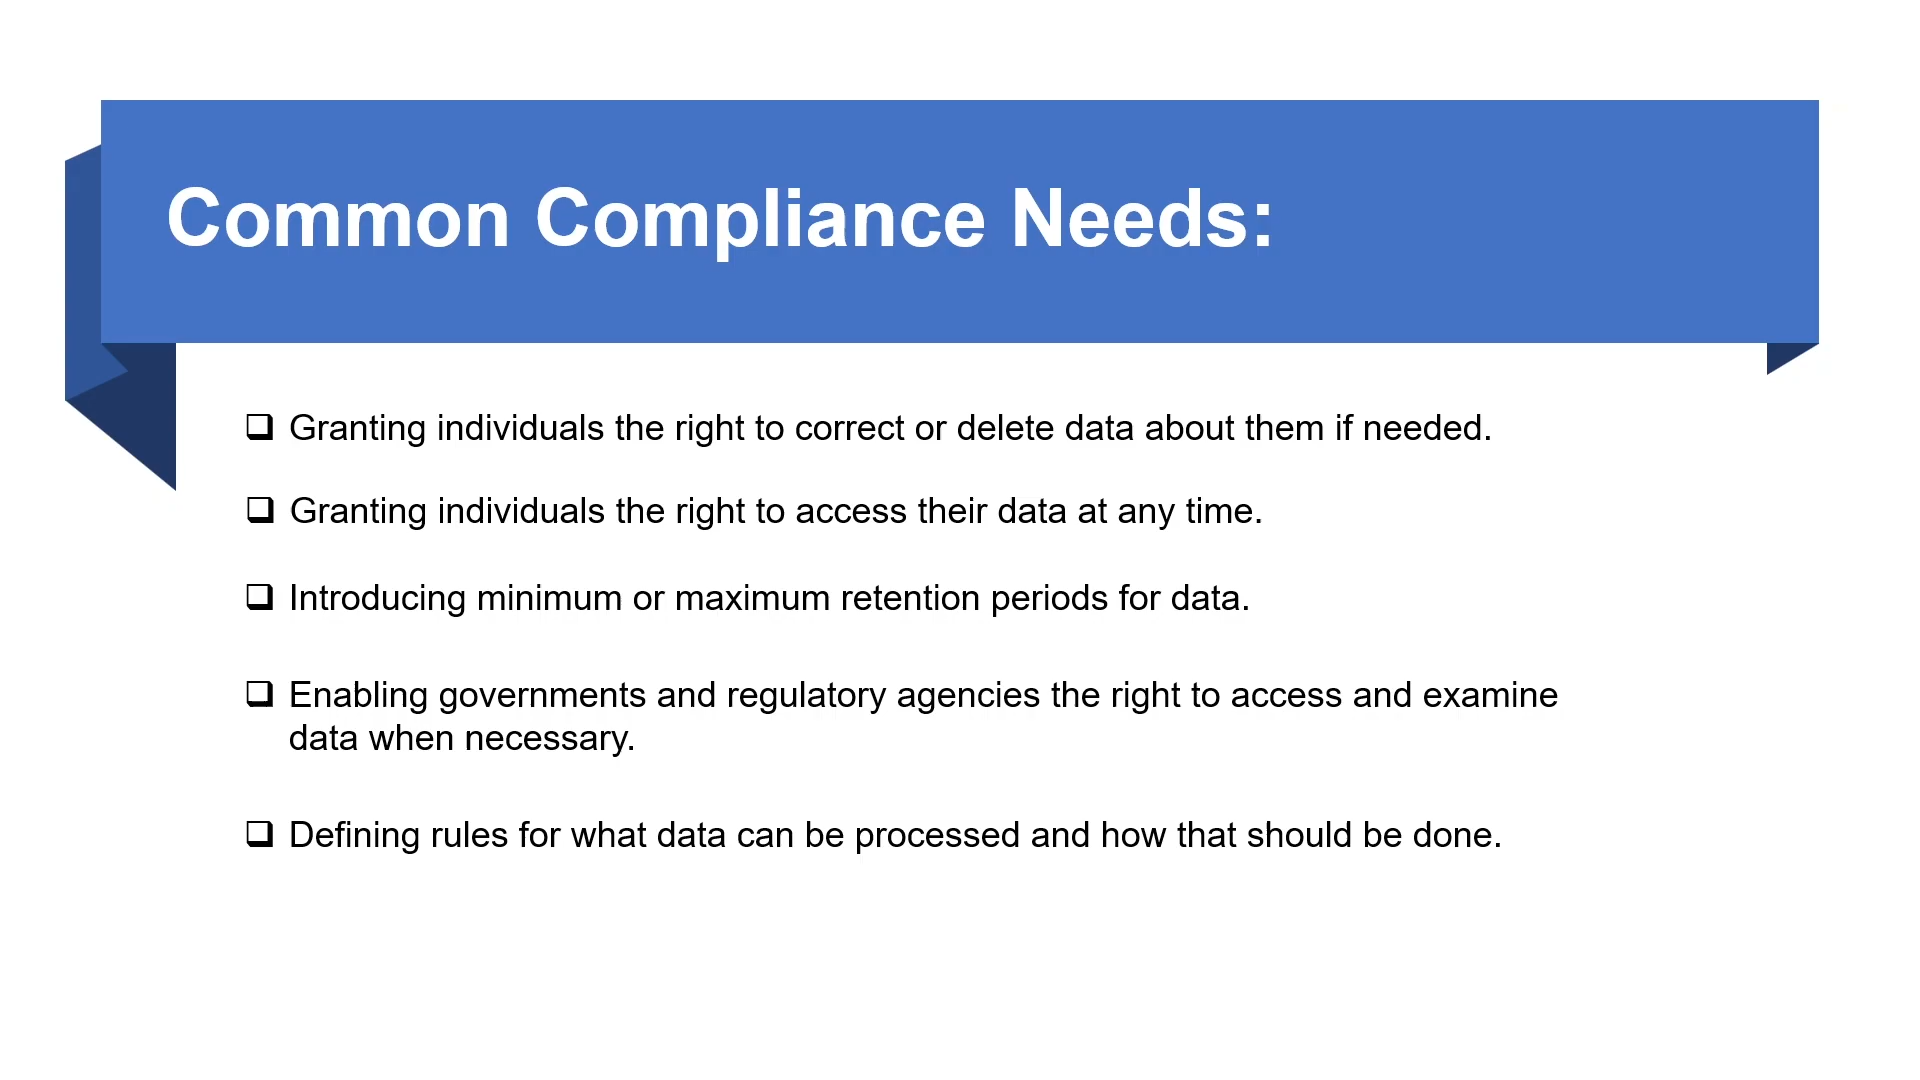 Common Compliance Needs:
❑ Granting individuals the right to correct or delete data about them if needed.
❑ Granting individuals the right to access their data at any time.
❑ Introducing minimum or maximum retention periods for data.
❑ Enabling governments and regulatory agencies the right to access and examine
data when necessary.
❑ Defining rules for what data can be processed and how that should be done.